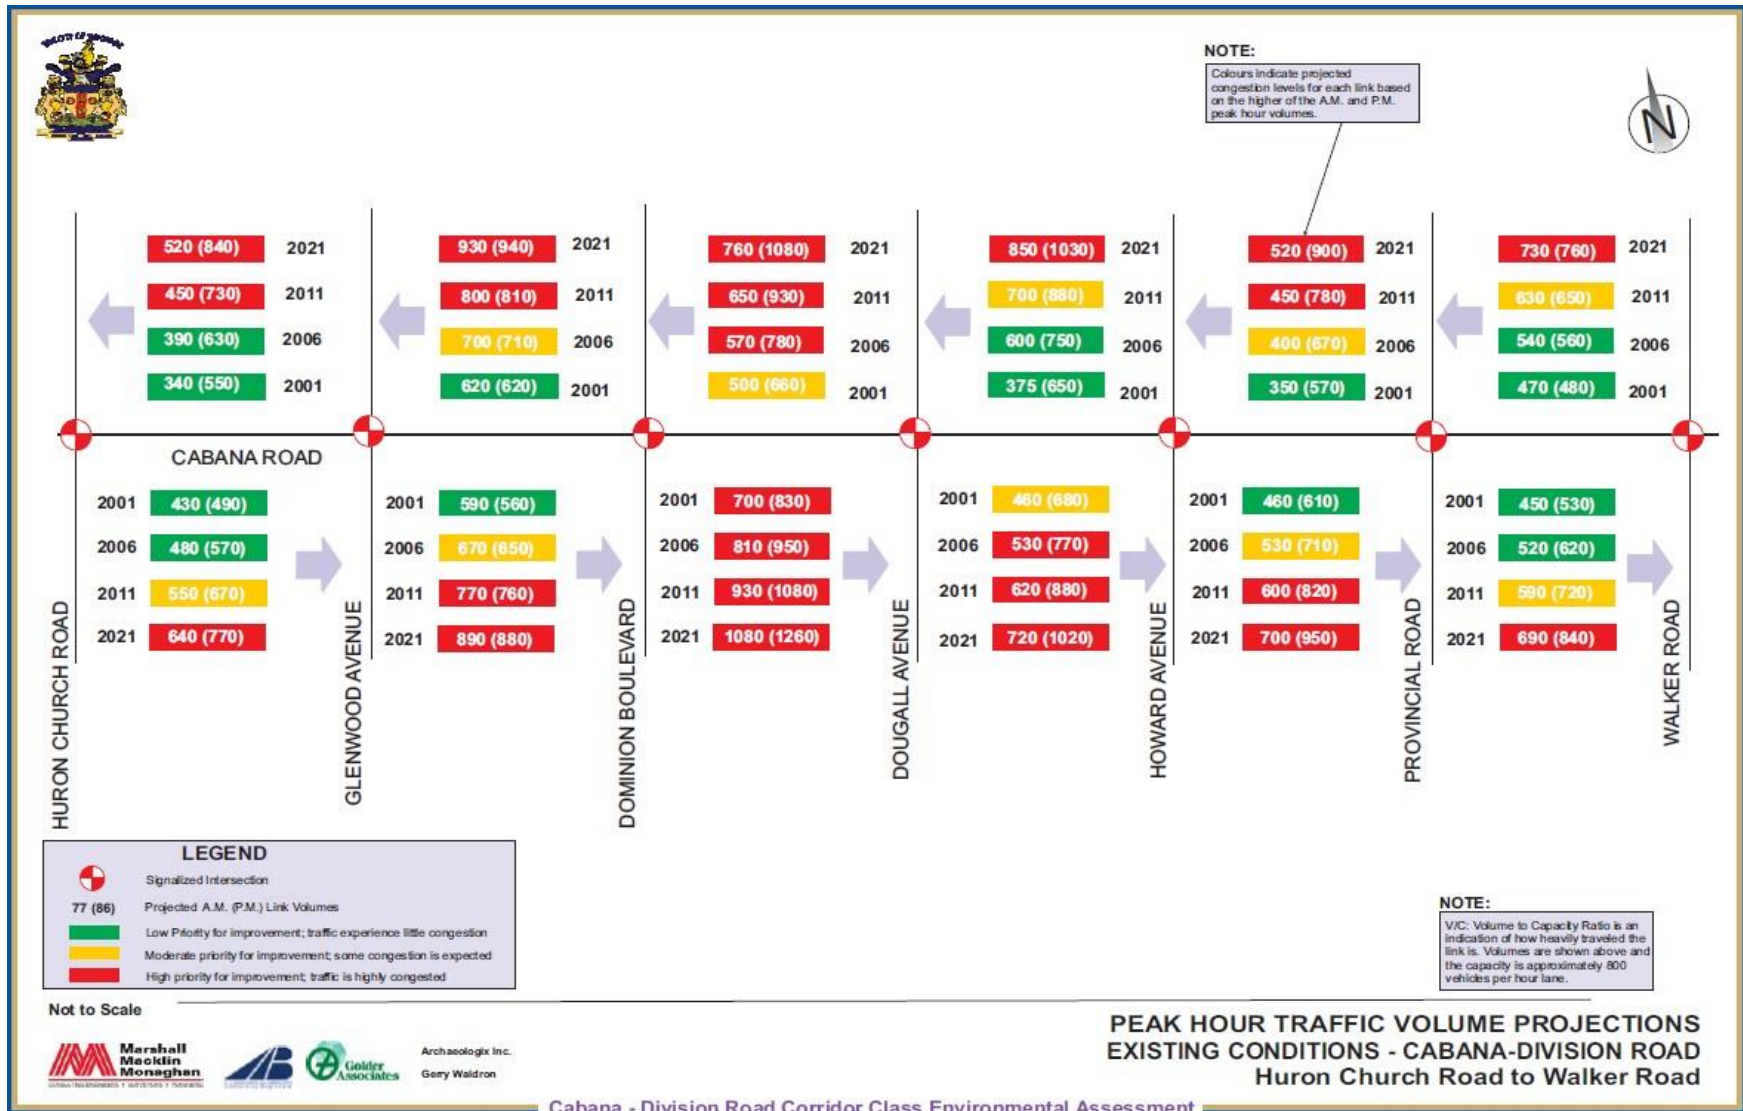 NOTE:
Colours indicate projected
congestion levels for each link based
on the higher of the A.M. and P.M.
peak hour volumes.
N
520 (840) 2021
450 (730) 2011
390 (630) 2006
340 (550) 2001
930 (940) 2021
800 (810) 2011
700 (710) 2006
620 (620) 2001
760 (1080) 2021
650 (930) 2011
570 (780) 2006
500 (660) 2001
850 (1030) 2021
700 (880) 2011
600 (750) 2006
375 (650) 2001
520 (900) 2021
450 (780) 2011
400 (670) 2006
350 (570) 2001
730 (760) 2021
630 (650) 2011
540 (560) 2006
470 (480) 2001
CABANA ROAD
2001 430 (490)
2006 480 (570)
2011 550 (670)
2021 640 (770)
2001 590 (560)
2006 670 (650)
2011 770 (760)
2021 890 (880)
2001 700 (830)
2006 810 (950)
2011 930 (1080)
2021 1080 (1260)
2001 460 (680)
2006 530 (770)
2011 620 (880)
2021 720 (1020)
2001 460 (610)
2006 530 (710)
2011 600 (820)
2021 700 (950)
2001 450 (530)
2006 520 (620)
2011 590 (720)
2021 690 (840)
HURON CHURCH ROAD
GLENWOOD AVENUE
DOMINION BOULEVARD
DOUGALL AVENUE
HOWARD AVENUE
PROVINCIAL ROAD
WALKER ROAD
LEGEND
Signalized Intersection
77 (86) Projected A.M. (P.M.) Link Volumes
Low Priority for improvement; traffic experience little congestion
Moderate priority for improvement; some congestion is expected
High priority for improvement; traffic is highly congested
NOTE:
V/C: Volume to Capacity Ratio is an
indication of how heavily traveled the
link is. Volumes are shown above and
the capacity is approximately 800
vehicles per hour lane.
Not to Scale
Marshall
Macklin
Monaghan
Golder
Associates
Archaeologix Inc.
Gerry Waldron
PEAK HOUR TRAFFIC VOLUME PROJECTIONS
EXISTING CONDITIONS - CABANA-DIVISION ROAD
Huron Church Road to Walker Road
Cabana - Division Road Corridor Class Environmental Assessment